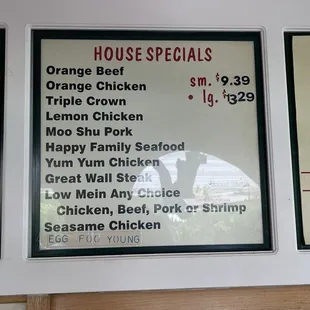 HOUSE SPECIALS
Orange Beef
sm. $9.39
Orange Chicken
• lg. $13.29
Triple Crown
Lemon Chicken
Moo Shu Pork
Happy Family Seafood
Yum Yum Chicken
Great Wall Steak
Low Mein Any Choice
Chicken, Beef, Pork or Shrimp
Seasame Chicken
EGG FOO YOUNG